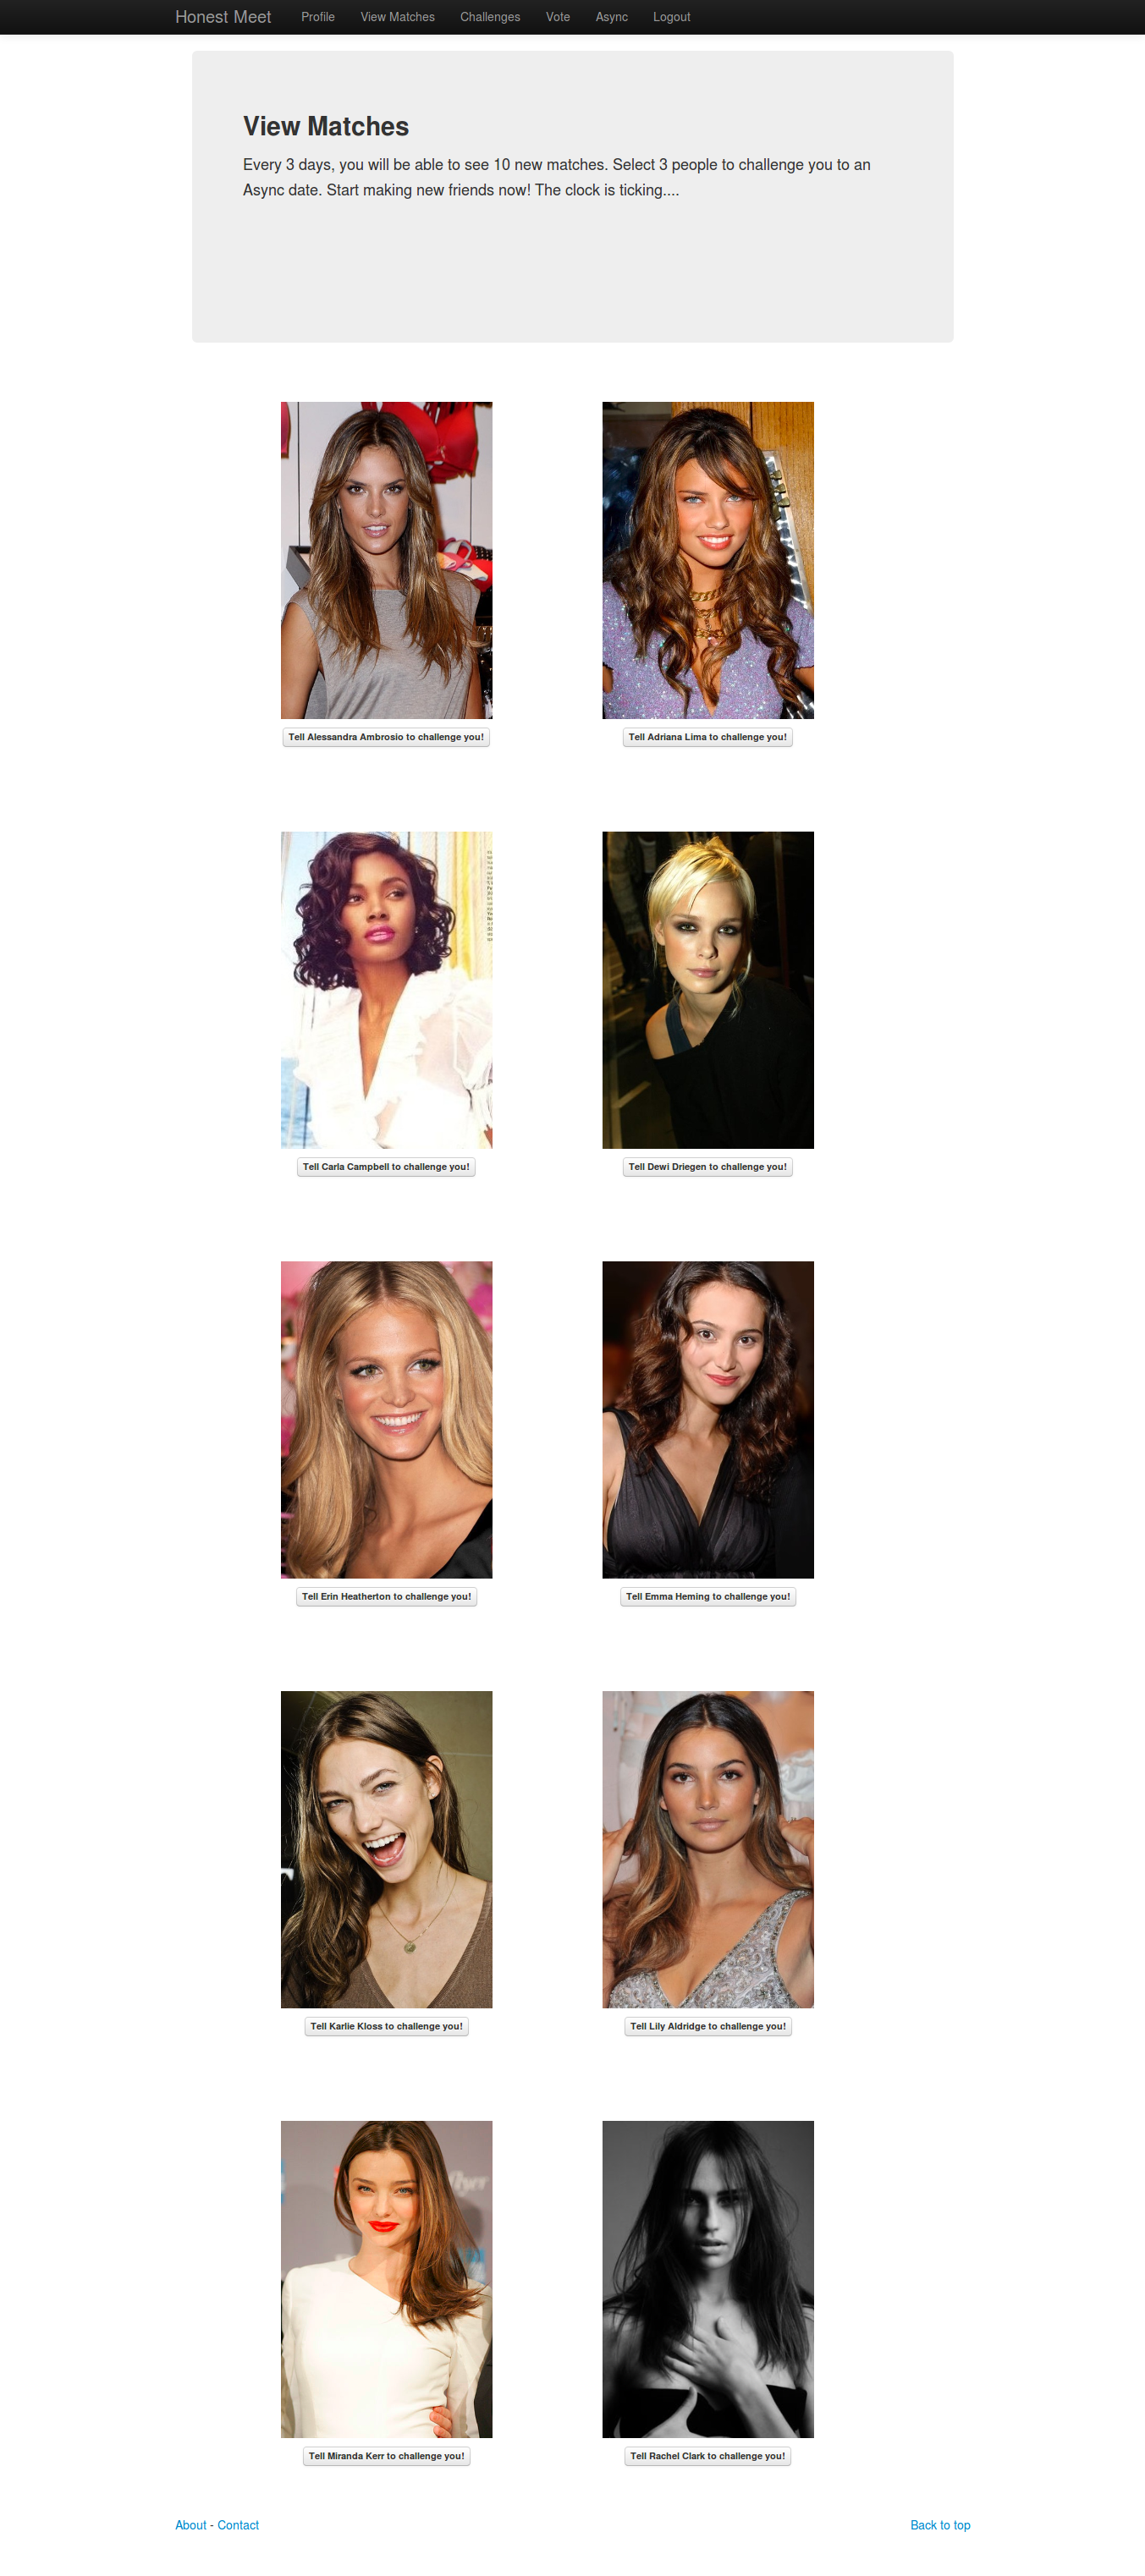 Honest Meet Profile View Matches Challenges Vote Async Logout
View Matches
Every 3 days, you will be able to see 10 new matches. Select 3 people to challenge you to an
Async date. Start making new friends now! The clock is ticking....
Tell Alessandra Ambrosio to challenge you! Tell Adriana Lima to challenge you!
Tell Carla Campbell to challenge you! Tell Dewi Driegen to challenge you!
Tell Erin Heatherton to challenge you! Tell Emma Heming to challenge you!
Tell Karlie Kloss to challenge you! Tell Lily Aldridge to challenge you!
Tell Miranda Kerr to challenge you! Tell Rachel Clark to challenge you!
About - Contact Back to top